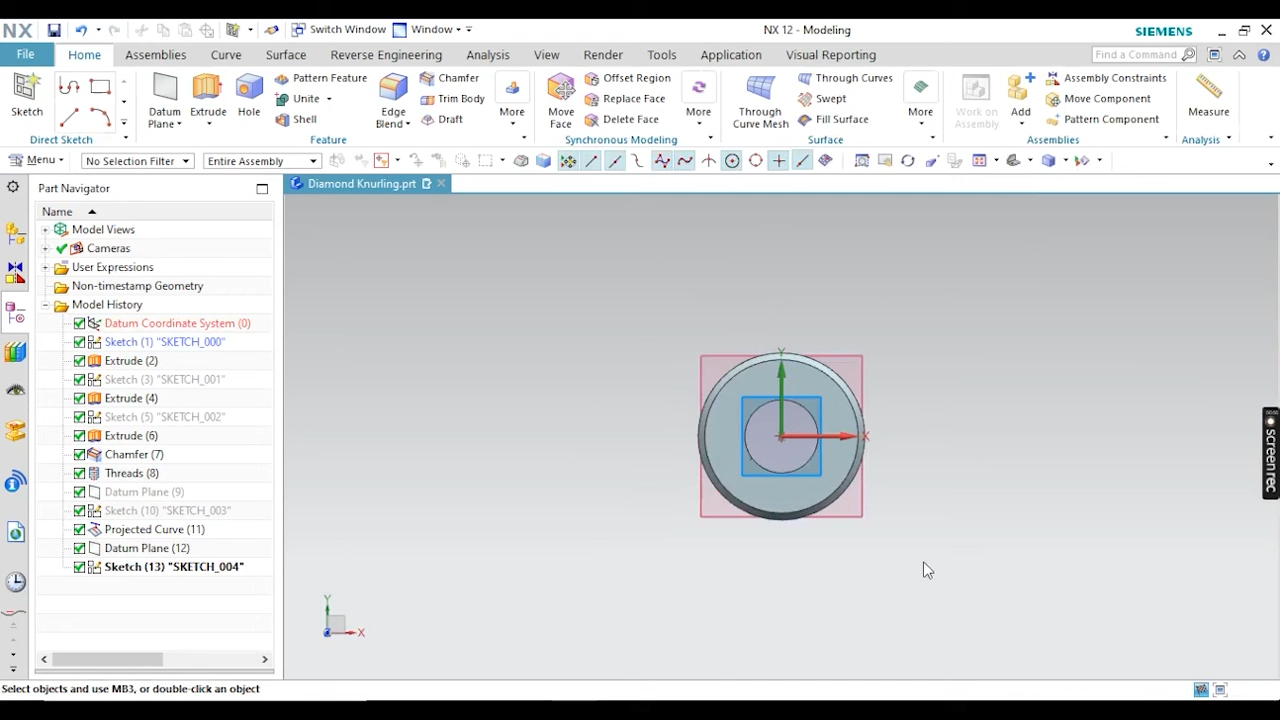 NX Switch Window Window NX 12 - Modeling SIEMENS
File Home Assemblies Curve Surface Reverse Engineering Analysis View Render Tools Application Visual Reporting Find a Command
Sketch
Direct Sketch
Datum Plane
Extrude
Hole
Pattern Feature
Unite
Shell
Edge Blend
Chamfer
Trim Body
Draft
More
Feature
Move Face
Offset Region
Replace Face
Delete Face
More
Synchronous Modeling
Through Curve Mesh
Through Curves
Swept
Fill Surface
More
Surface
Work on Assembly
Add
Assembly Constraints
Move Component
Pattern Component
Assemblies
Measure
Analysis
Menu No Selection Filter Entire Assembly
Part Navigator
Diamond Knurling.prt
Name
Model Views
Cameras
User Expressions
Non-timestamp Geometry
Model History
Datum Coordinate System (0)
Sketch (1) "SKETCH_000"
Extrude (2)
Sketch (3) "SKETCH_001"
Extrude (4)
Sketch (5) "SKETCH_002"
Extrude (6)
Chamfer (7)
Threads (8)
Datum Plane (9)
Sketch (10) "SKETCH_003"
Projected Curve (11)
Datum Plane (12)
Sketch (13) "SKETCH_004"
Y
X
Y
X
Z
screenrec
Select objects and use MB3, or double-click an object